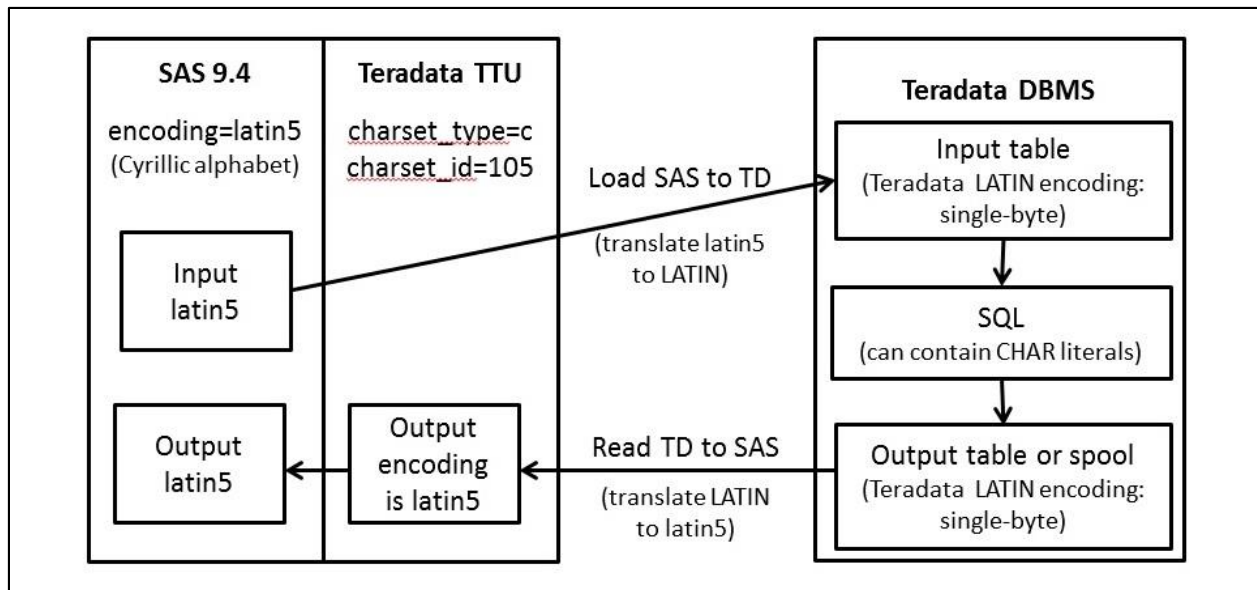 SAS 9.4
encoding=latin5
(Cyrillic alphabet)
Input
latin5
Output
latin5
Teradata TTU
charset_type=c
charset_id=105
Output
encoding
is latin5
Load SAS to TD
(translate latin5
to LATIN)
Read TD to SAS
(translate LATIN
to latin5)
Teradata DBMS
Input table
(Teradata LATIN encoding:
single-byte)
SQL
(can contain CHAR literals)
Output table or spool
(Teradata LATIN encoding:
single-byte)